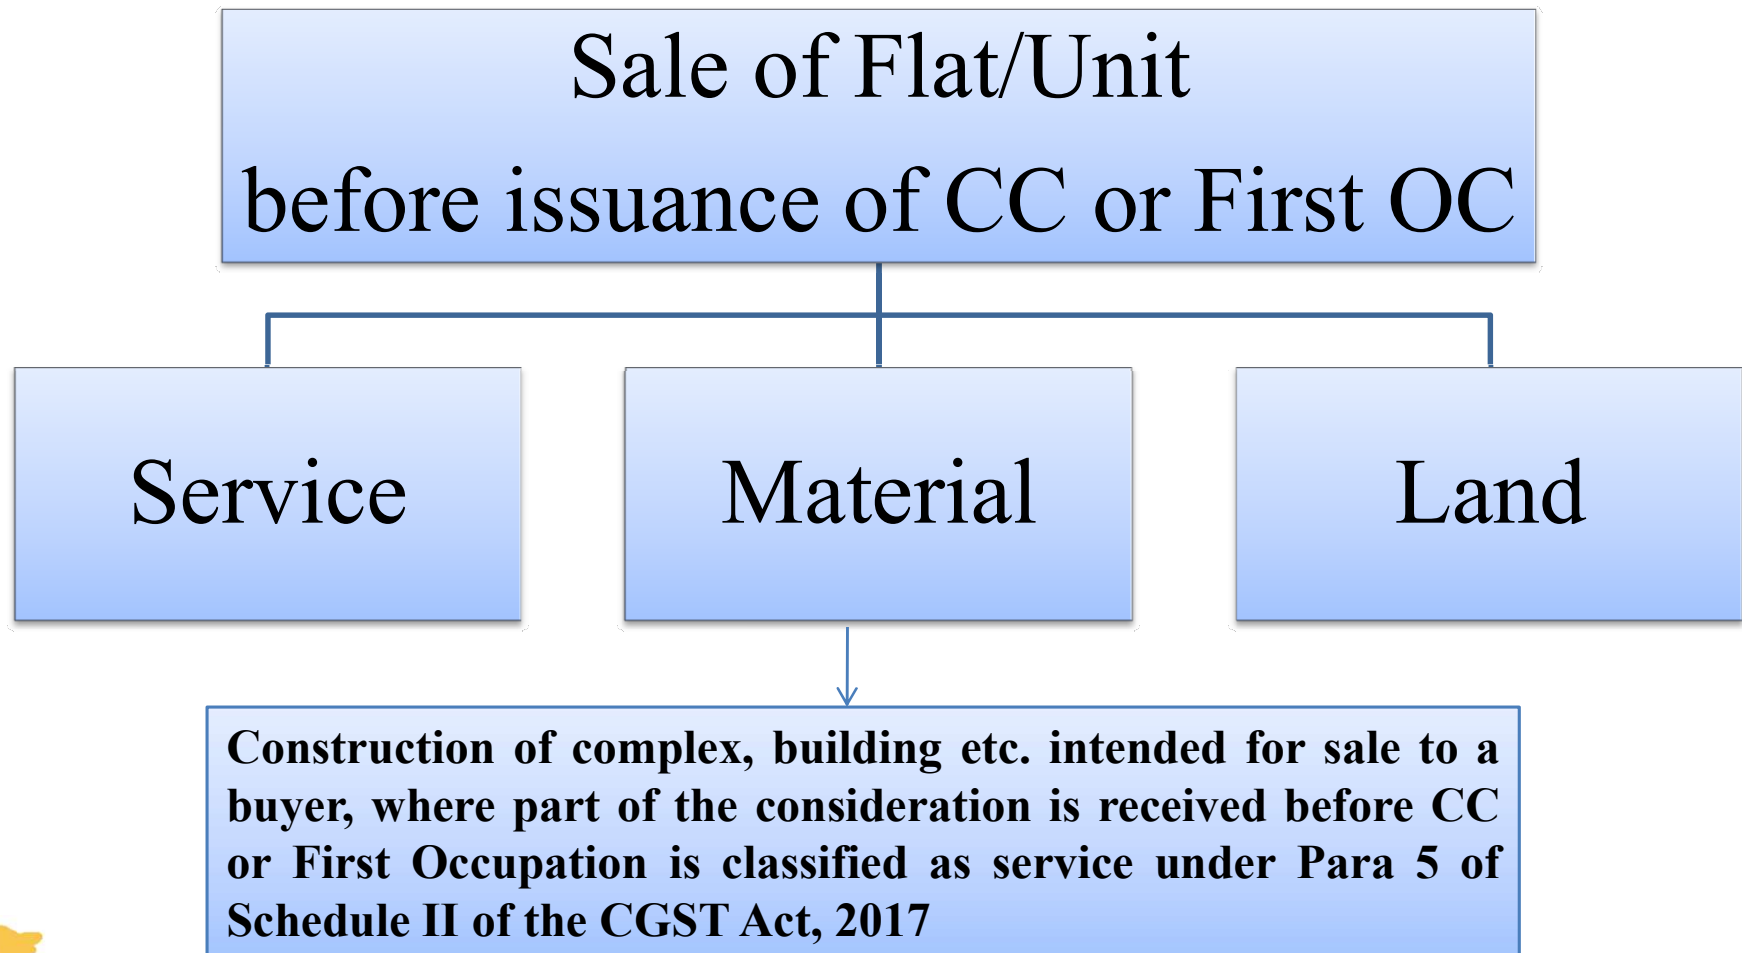 Sale of Flat/Unit
before issuance of CC or First OC
Service
Material
Land
Construction of complex, building etc. intended for sale to a
buyer, where part of the consideration is received before CC
or First Occupation is classified as service under Para 5 of
Schedule II of the CGST Act, 2017